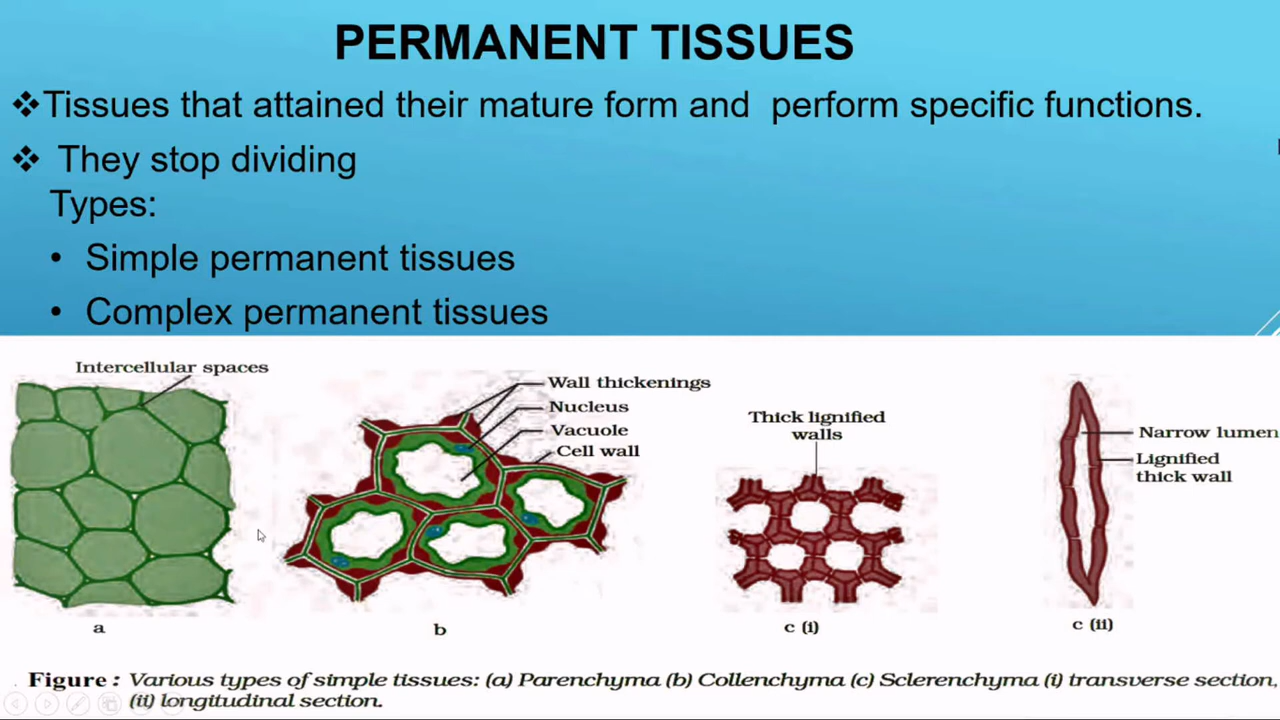 PERMANENT TISSUES
❖Tissues that attained their mature form and perform specific functions.
❖ They stop dividing
Types:
• Simple permanent tissues
• Complex permanent tissues
Intercellular spaces
a
Wall thickenings
Nucleus
Vacuole
Cell wall
b
Thick lignified
walls
c (i)
Narrow lumen
Lignified
thick wall
c (ii)
Figure : Various types of simple tissues: (a) Parenchyma (b) Collenchyma (c) Sclerenchyma (i) transverse section,
(ii) longitudinal section.